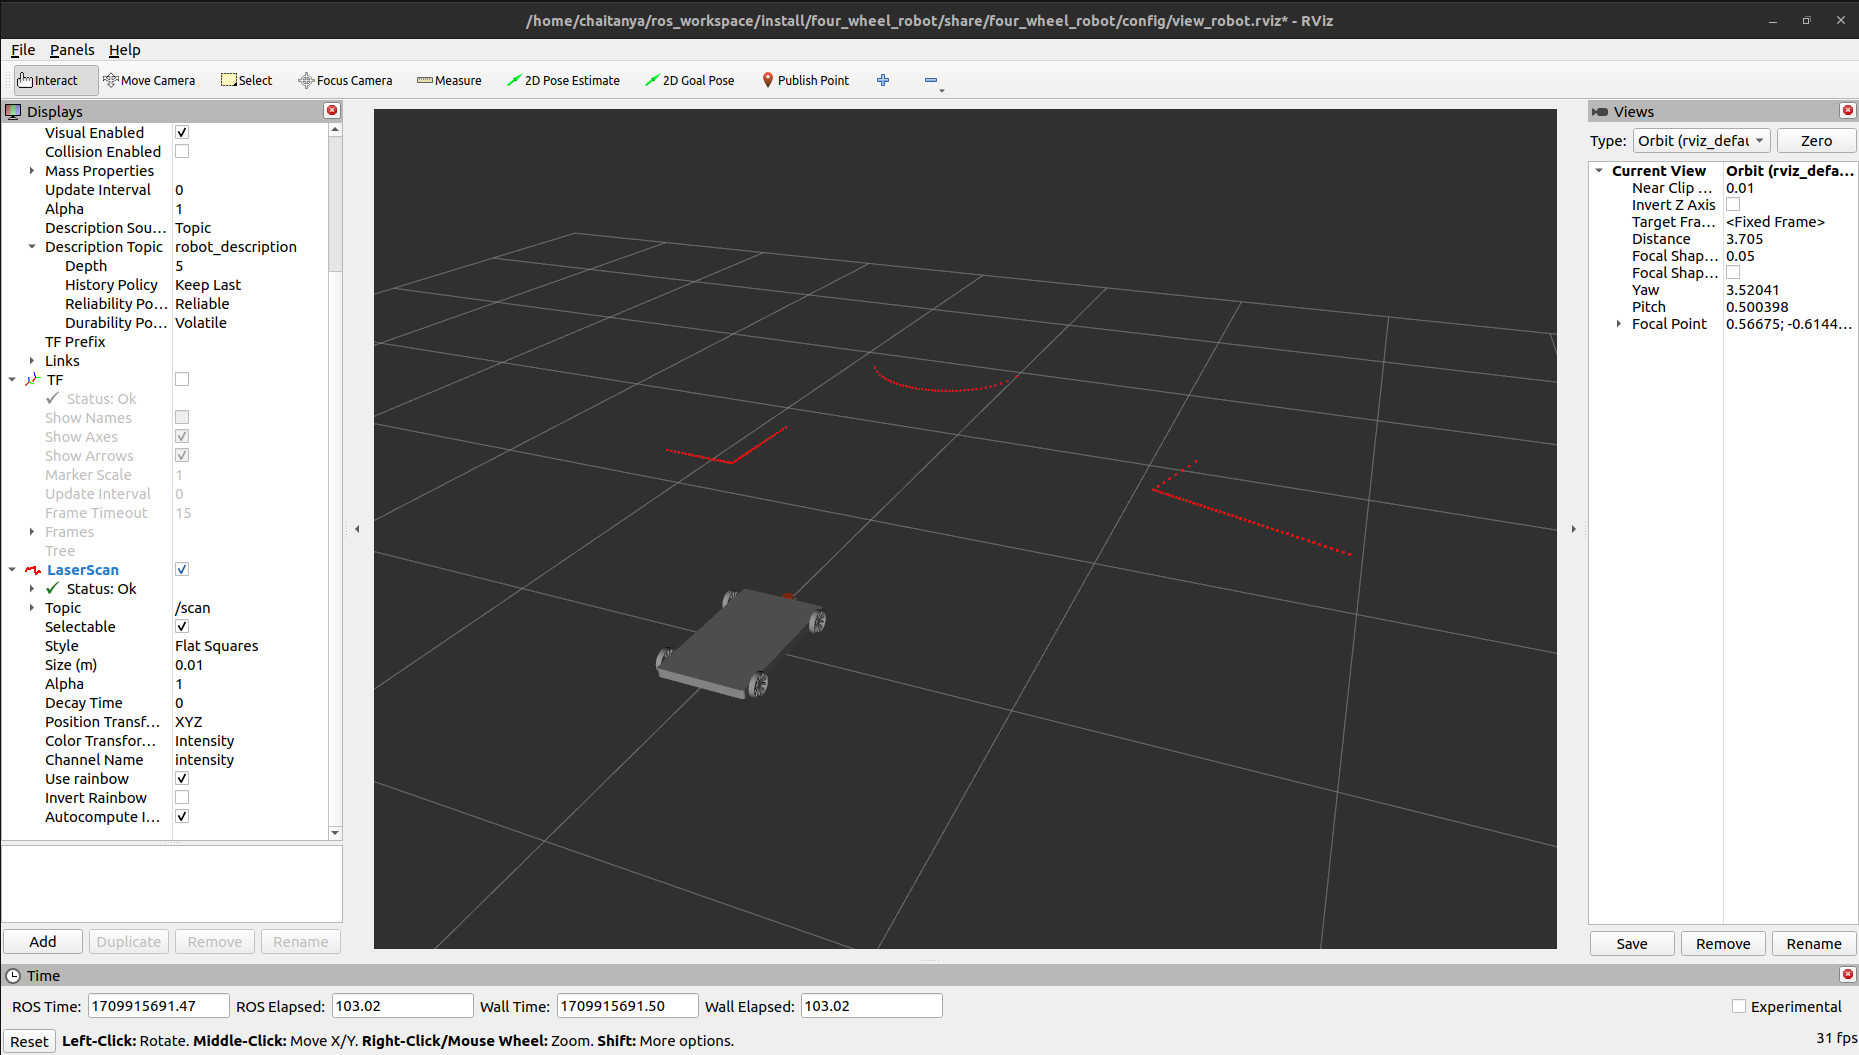 /home/chaitanya/ros_workspace/install/four_wheel_robot/share/four_wheel_robot/config/view_robot.rviz* - RViz
File Panels Help
Interact Move Camera Select Focus Camera Measure 2D Pose Estimate 2D Goal Pose Publish Point
Displays
Visual Enabled
Collision Enabled
Mass Properties
Update Interval 0
Alpha 1
Description Sou... Topic
Description Topic robot_description
Depth 5
History Policy Keep Last
Reliability Po... Reliable
Durability Po... Volatile
TF Prefix
Links
TF
Status: Ok
Show Names
Show Axes
Show Arrows
Marker Scale 1
Update Interval 0
Frame Timeout 15
Frames
Tree
LaserScan
Status: Ok
Topic /scan
Selectable
Style Flat Squares
Size (m) 0.01
Alpha 1
Decay Time 0
Position Transf... XYZ
Color Transfor... Intensity
Channel Name intensity
Use rainbow
Invert Rainbow
Autocompute I...
Add Duplicate Remove Rename
Views
Type: Orbit (rviz_defau Zero
Current View Orbit (rviz_defa...
Near Clip ... 0.01
Invert Z Axis
Target Fra... <Fixed Frame>
Distance 3.705
Focal Shap... 0.05
Focal Shap...
Yaw 3.52041
Pitch 0.500398
Focal Point 0.56675; -0.6144...
Save Remove Rename
Time
ROS Time: 1709915691.47 ROS Elapsed: 103.02 Wall Time: 1709915691.50 Wall Elapsed: 103.02 Experimental
Reset Left-Click: Rotate. Middle-Click: Move X/Y. Right-Click/Mouse Wheel: Zoom. Shift: More options. 31 fps